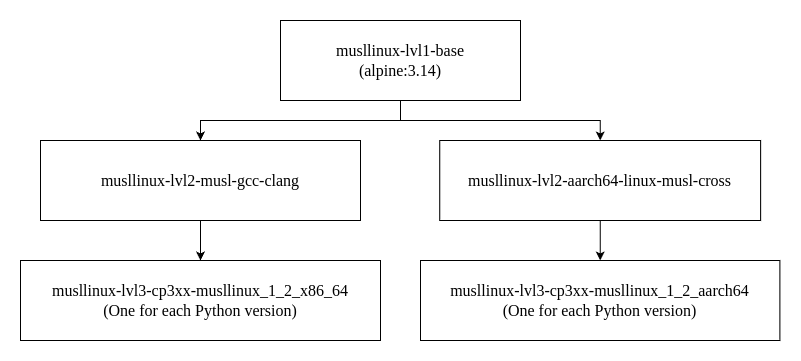 musllinux-lvl1-base
(alpine:3.14)
musllinux-lvl2-musl-gcc-clang
musllinux-lvl2-aarch64-linux-musl-cross
musllinux-lvl3-cp3xx-musllinux_1_2_x86_64
(One for each Python version)
musllinux-lvl3-cp3xx-musllinux_1_2_aarch64
(One for each Python version)